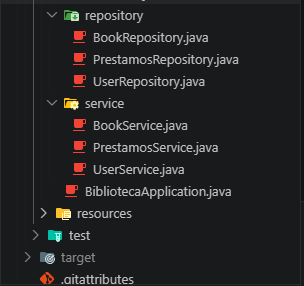 repository
BookRepository.java
PrestamosRepository.java
UserRepository.java
service
BookService.java
PrestamosService.java
UserService.java
BibliotecaApplication.java
resources
test
target
.gitattributes